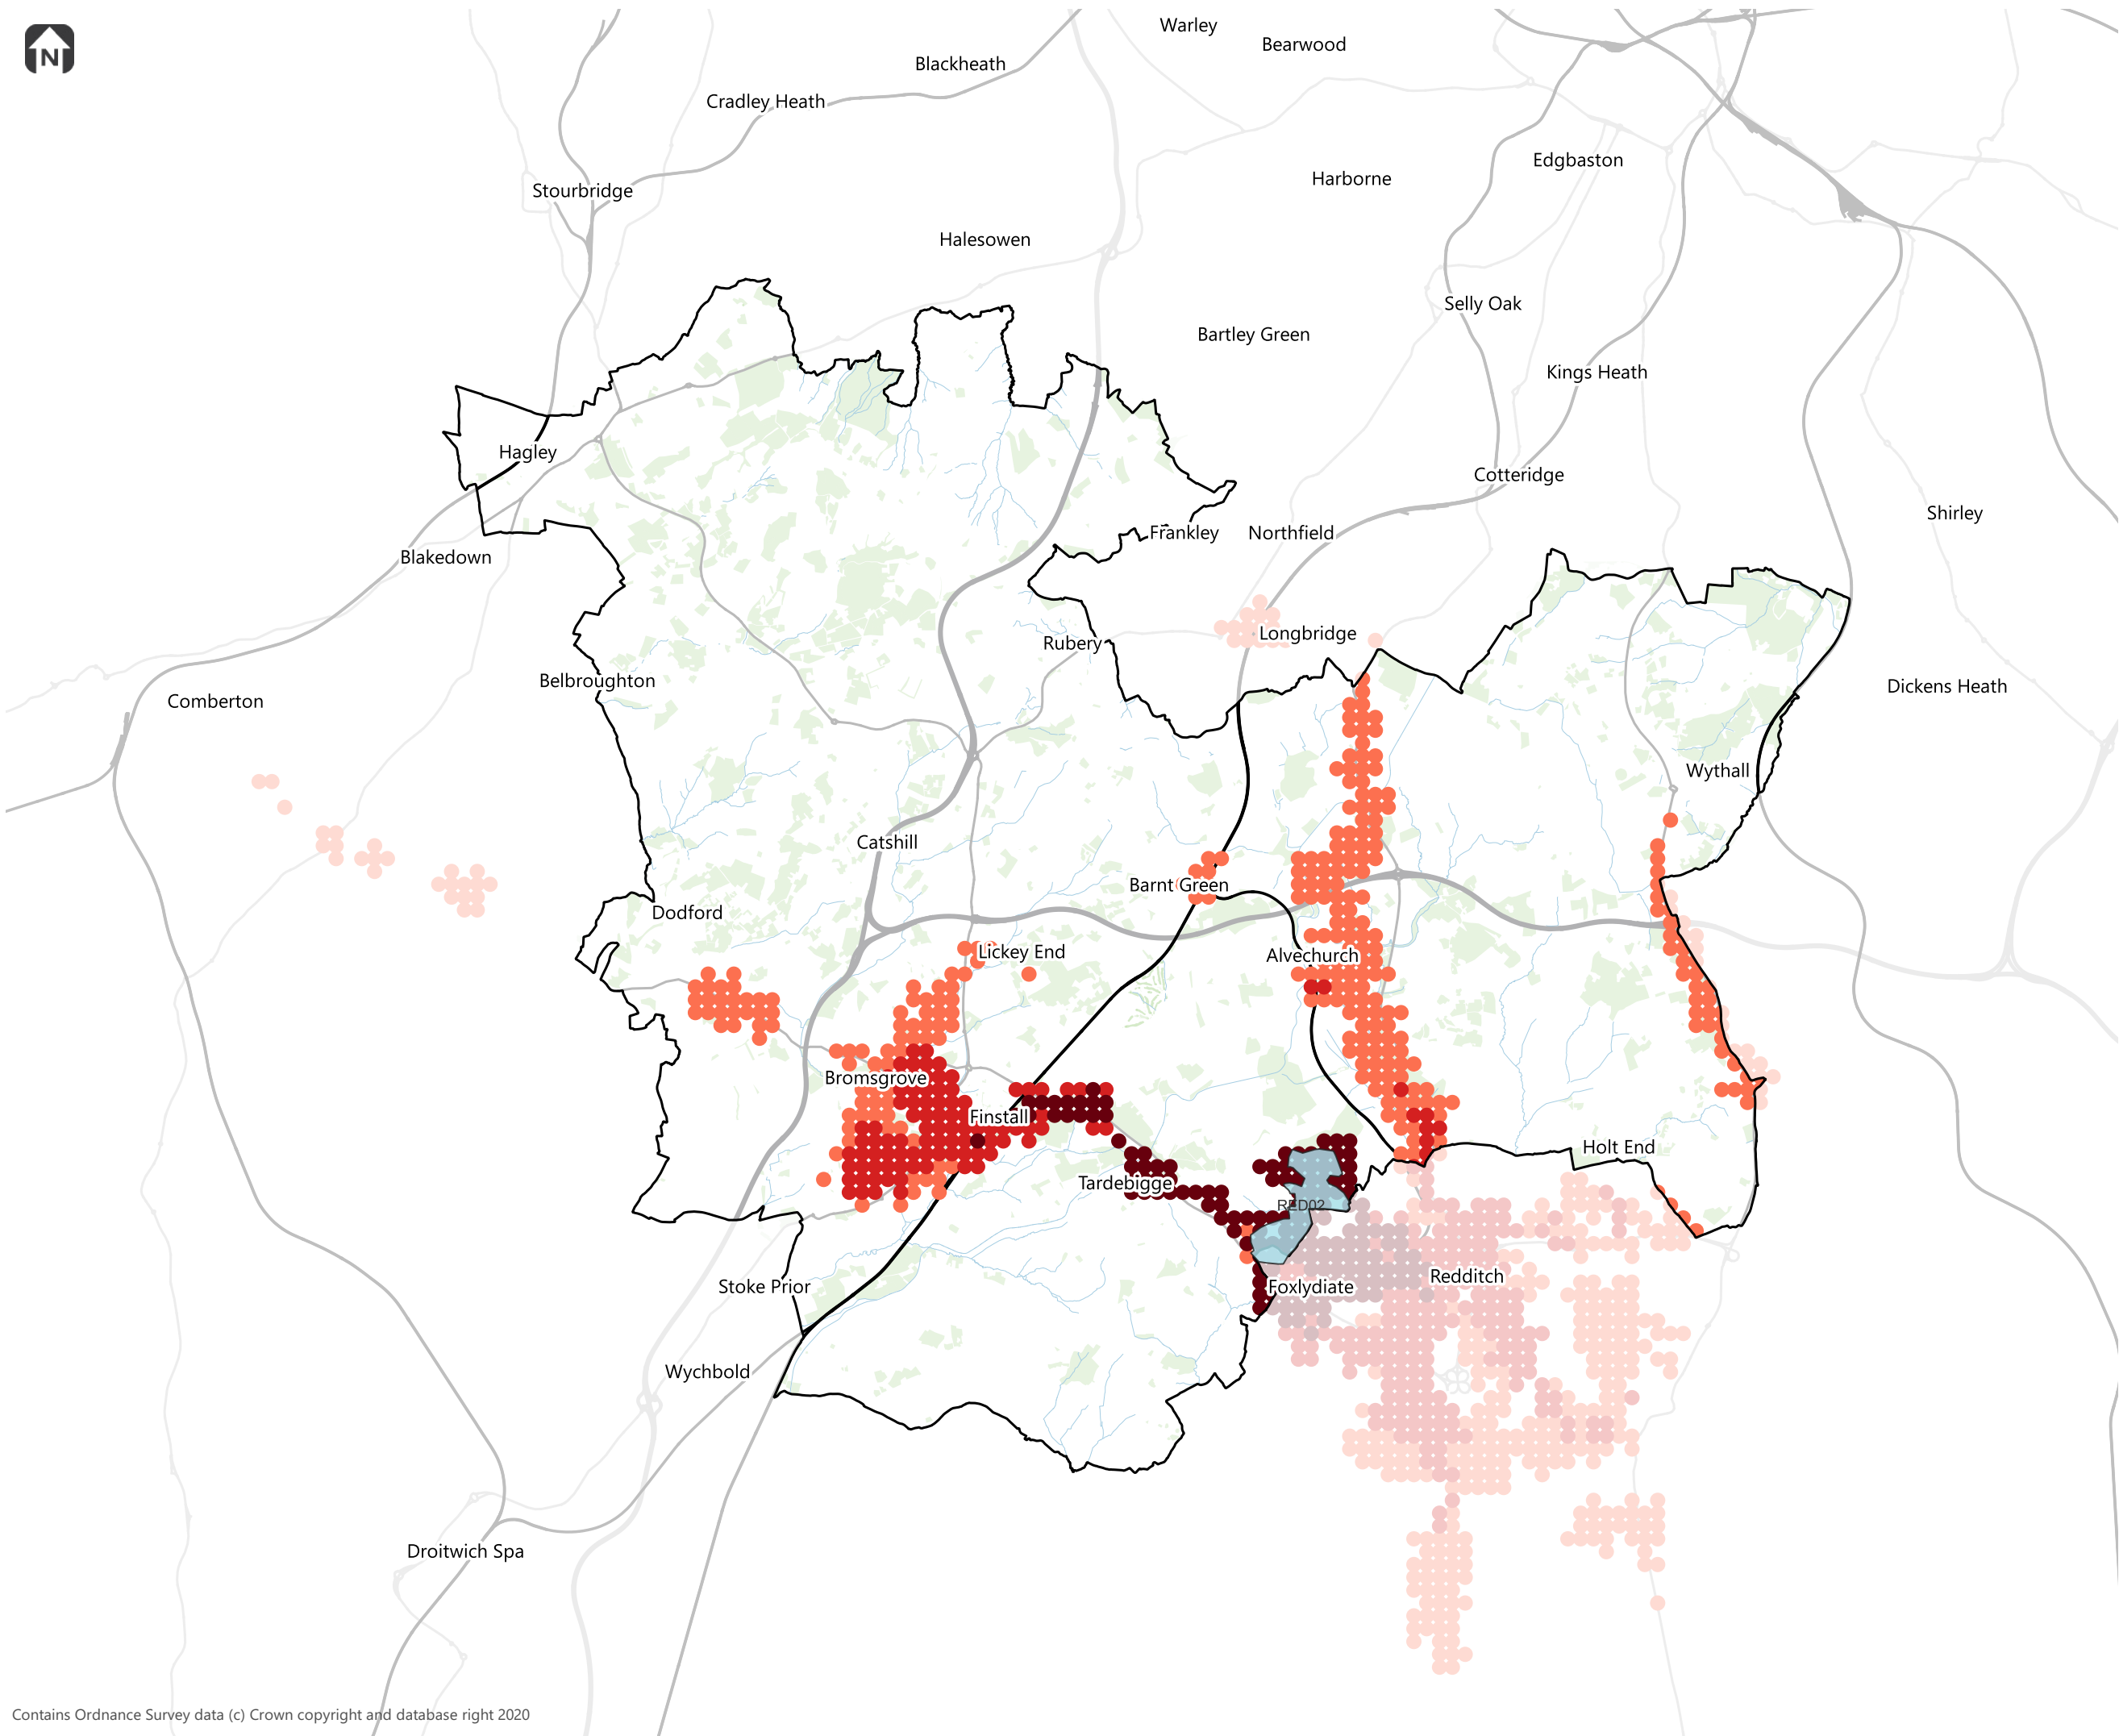 Warley
Bearwood
Blackheath
N
Cradley Heath
Edgbaston
Harborne
Stourbridge
Halesowen
Selly Oak
Bartley Green
Kings Heath
Hagley
Cotteridge
Shirley
Frankley
Northfield
Blakedown
Longbridge
Rubery
Belbroughton
Dickens Heath
Comberton
Wythall
Catshill
Barnt Green
Dodford
Lickey End
Alvechurch
Bromsgrove
Finstall
Holt End
Tardebigge
RED02
Redditch
Stoke Prior
Foxlydiate
Wychbold
Droitwich Spa
Contains Ordnance Survey data (c) Crown copyright and database right 2020